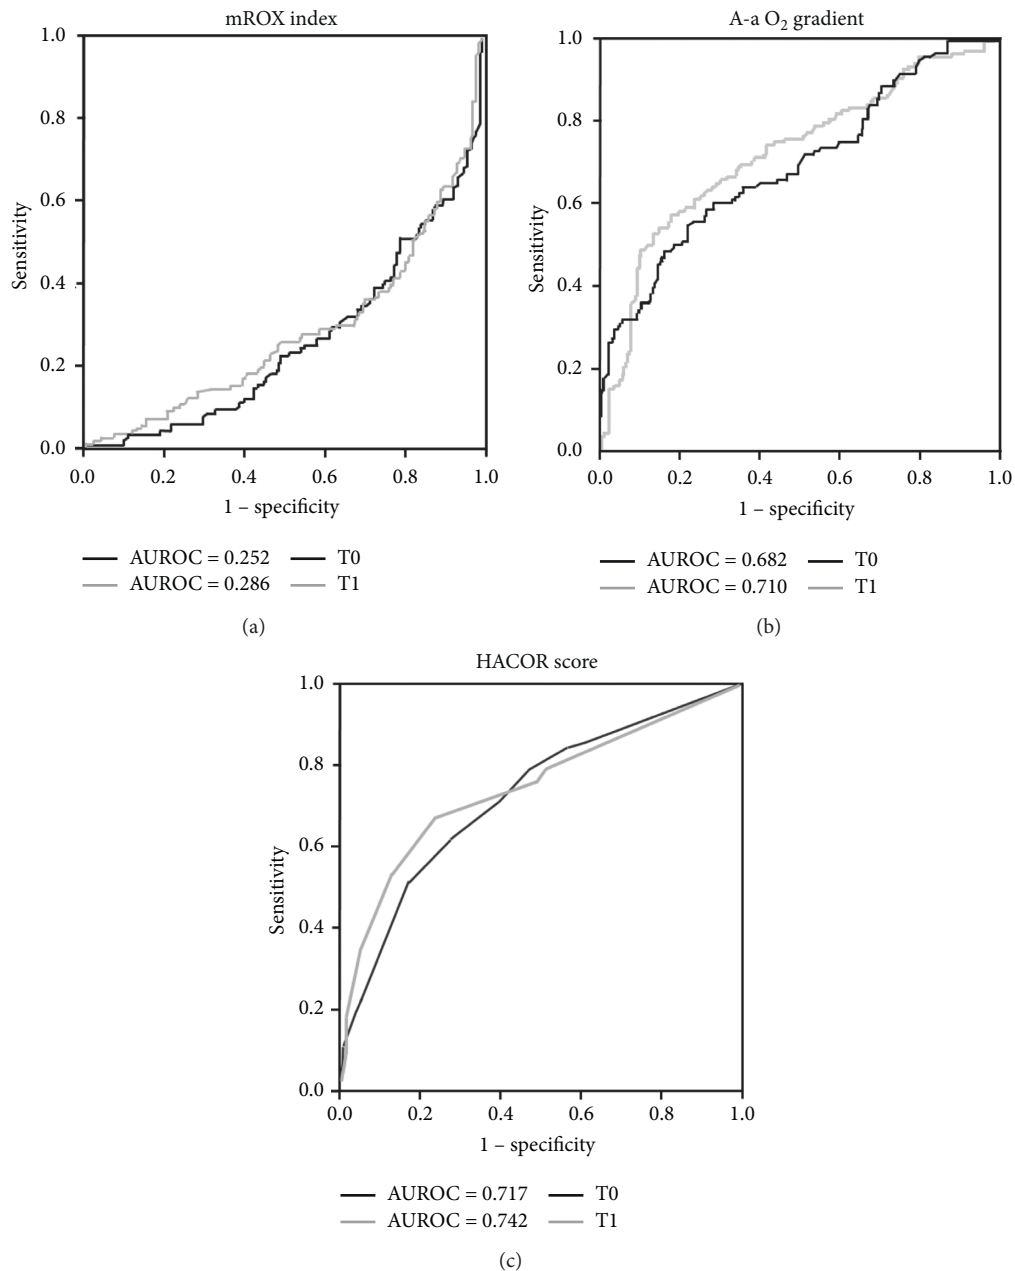 mROX index
1.0
0.8
0.6
0.4
0.2
0.0
Sensitivity
0.0 0.2 0.4 0.6 0.8 1.0
1 – specificity
AUROC = 0.252 T0
AUROC = 0.286 T1
(a)
A-a O₂ gradient
1.0
0.8
0.6
0.4
0.2
0.0
Sensitivity
0.0 0.2 0.4 0.6 0.8 1.0
1 – specificity
AUROC = 0.682 T0
AUROC = 0.710 T1
(b)
HACOR score
1.0
0.8
0.6
0.4
0.2
0.0
Sensitivity
0.0 0.2 0.4 0.6 0.8 1.0
1 – specificity
AUROC = 0.717 T0
AUROC = 0.742 T1
(c)